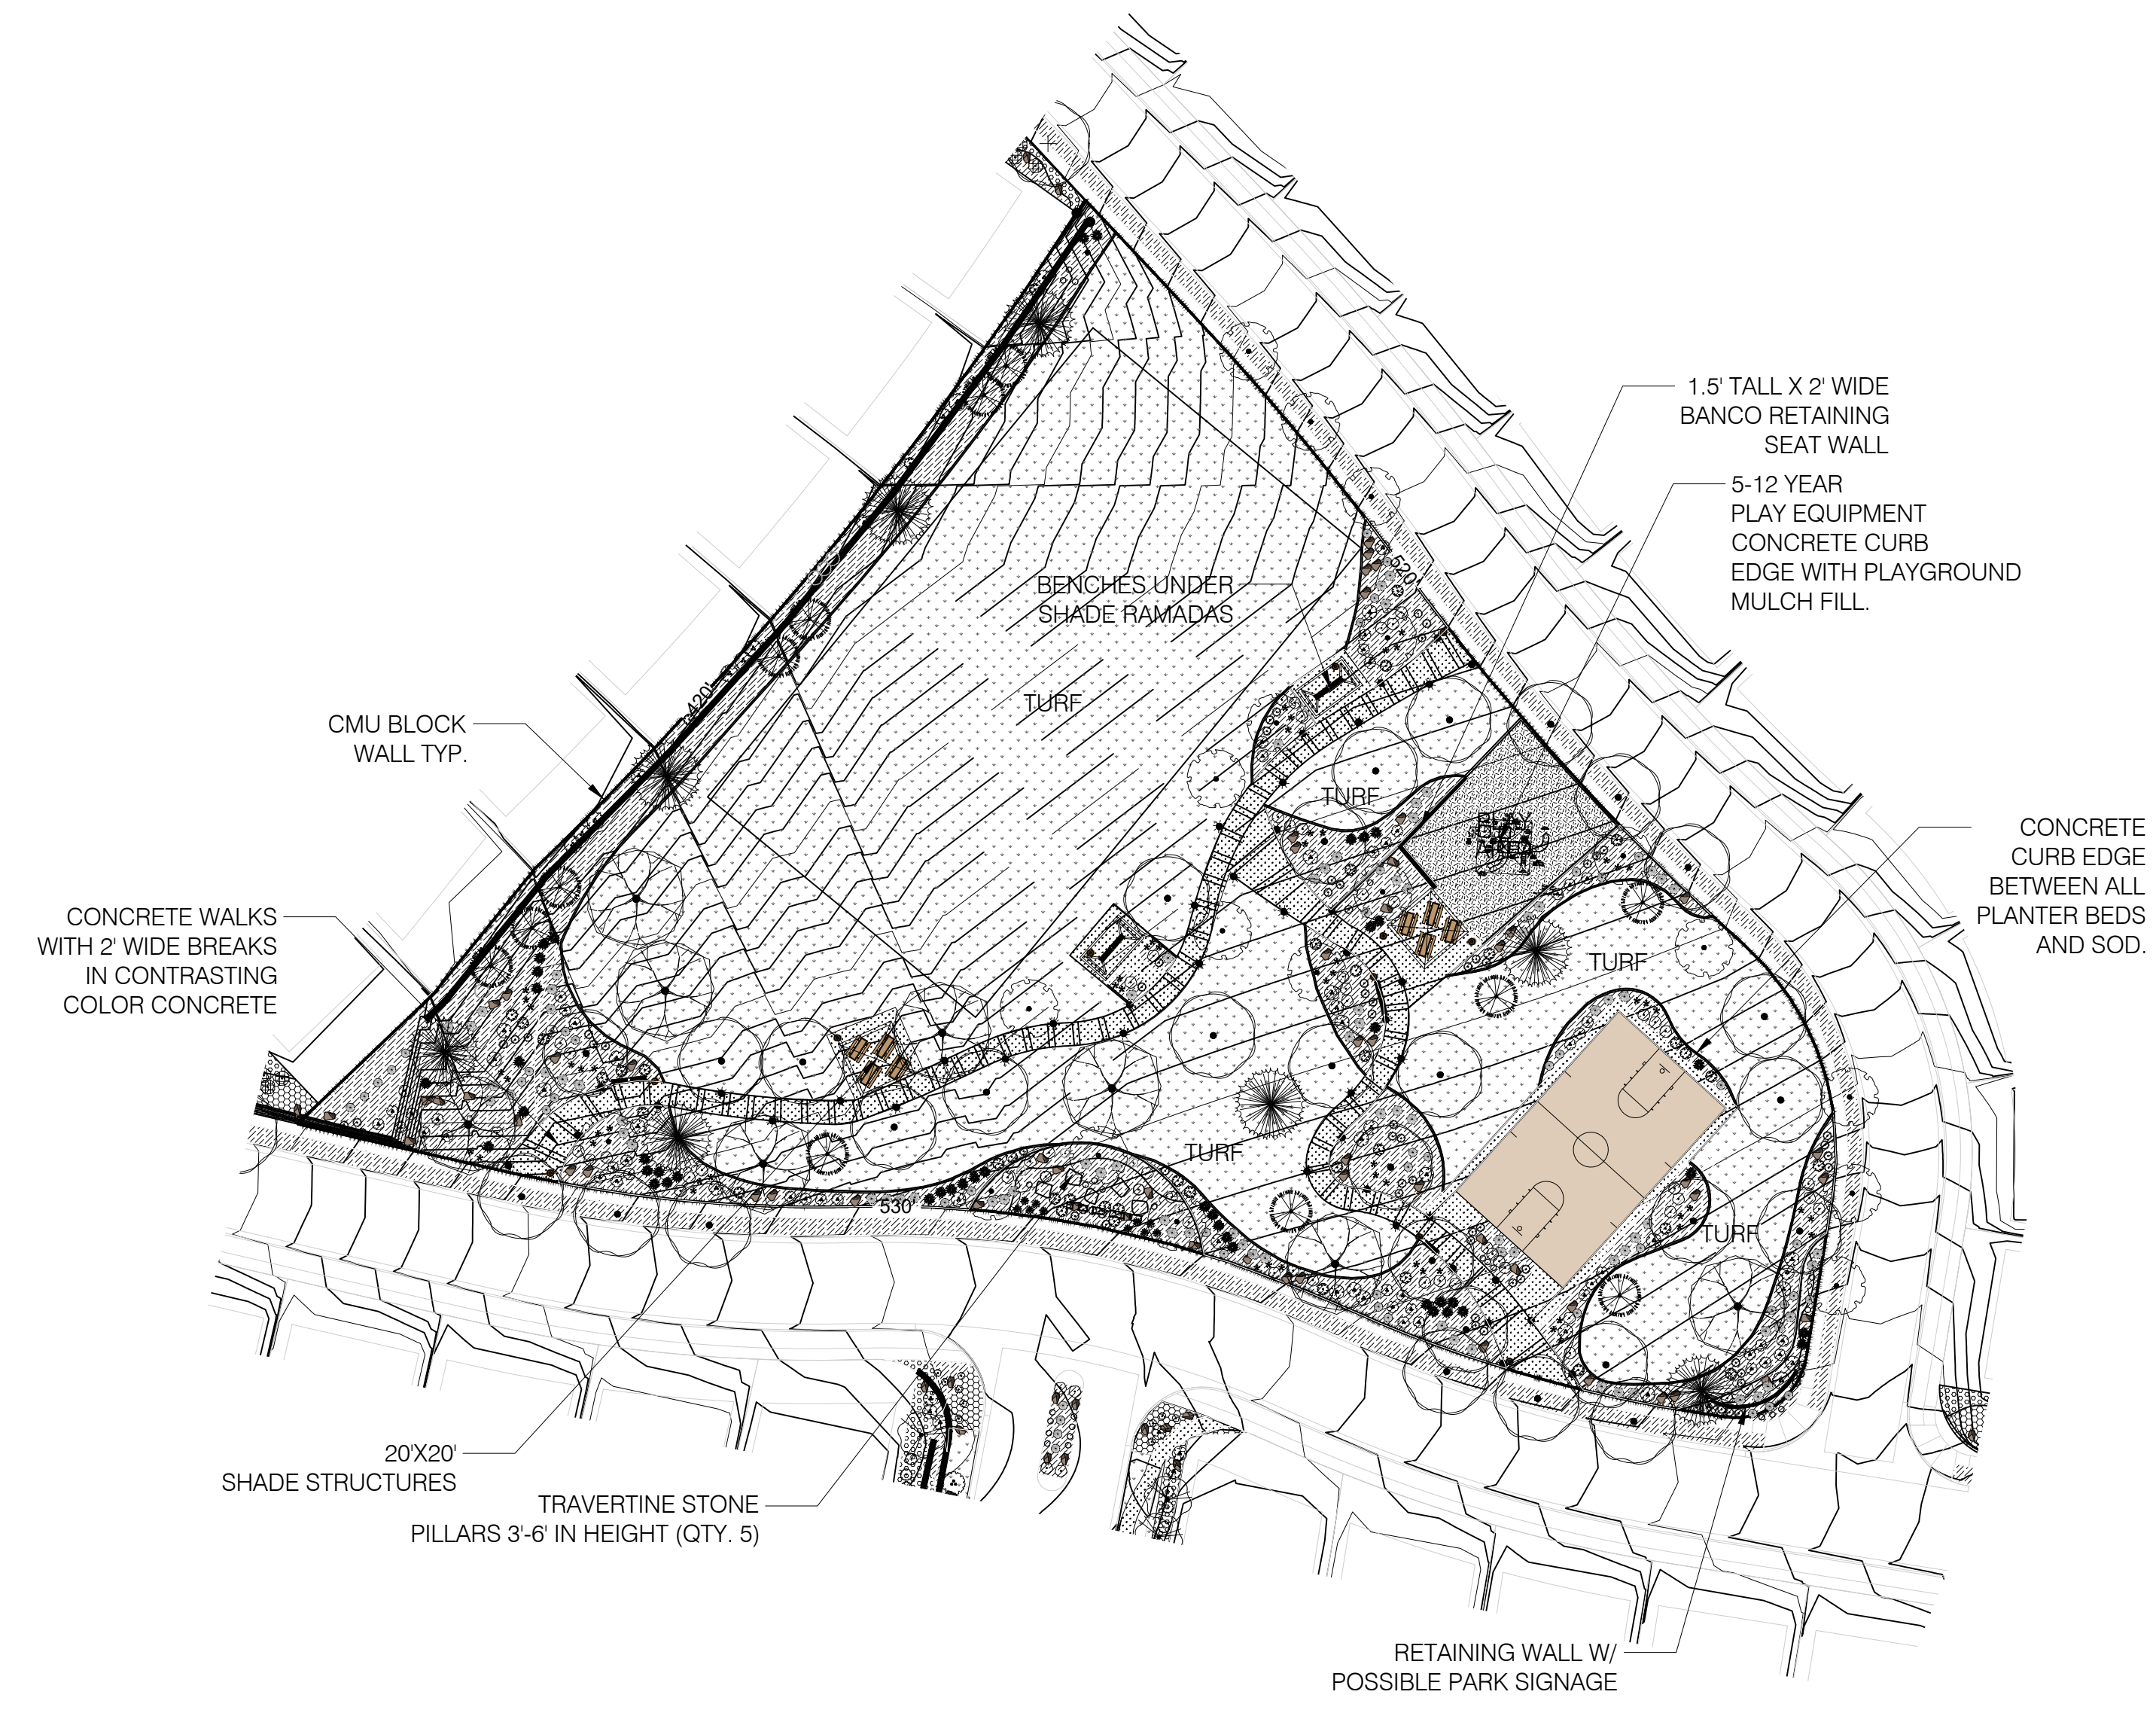 1.5' TALL X 2' WIDE
BANCO RETAINING
SEAT WALL
5-12 YEAR
PLAY EQUIPMENT
CONCRETE CURB
EDGE WITH PLAYGROUND
MULCH FILL.
520'
BENCHES UNDER
SHADE RAMADAS
TURF
420'
CMU BLOCK
WALL TYP.
TURF
CONCRETE
CURB EDGE
BETWEEN ALL
PLANTER BEDS
AND SOD.
CONCRETE WALKS
WITH 2' WIDE BREAKS
IN CONTRASTING
COLOR CONCRETE
TURF
TURF
530
TURF
20'X20'
SHADE STRUCTURES
TRAVERTINE STONE
PILLARS 3'-6' IN HEIGHT (QTY. 5)
RETAINING WALL W/
POSSIBLE PARK SIGNAGE